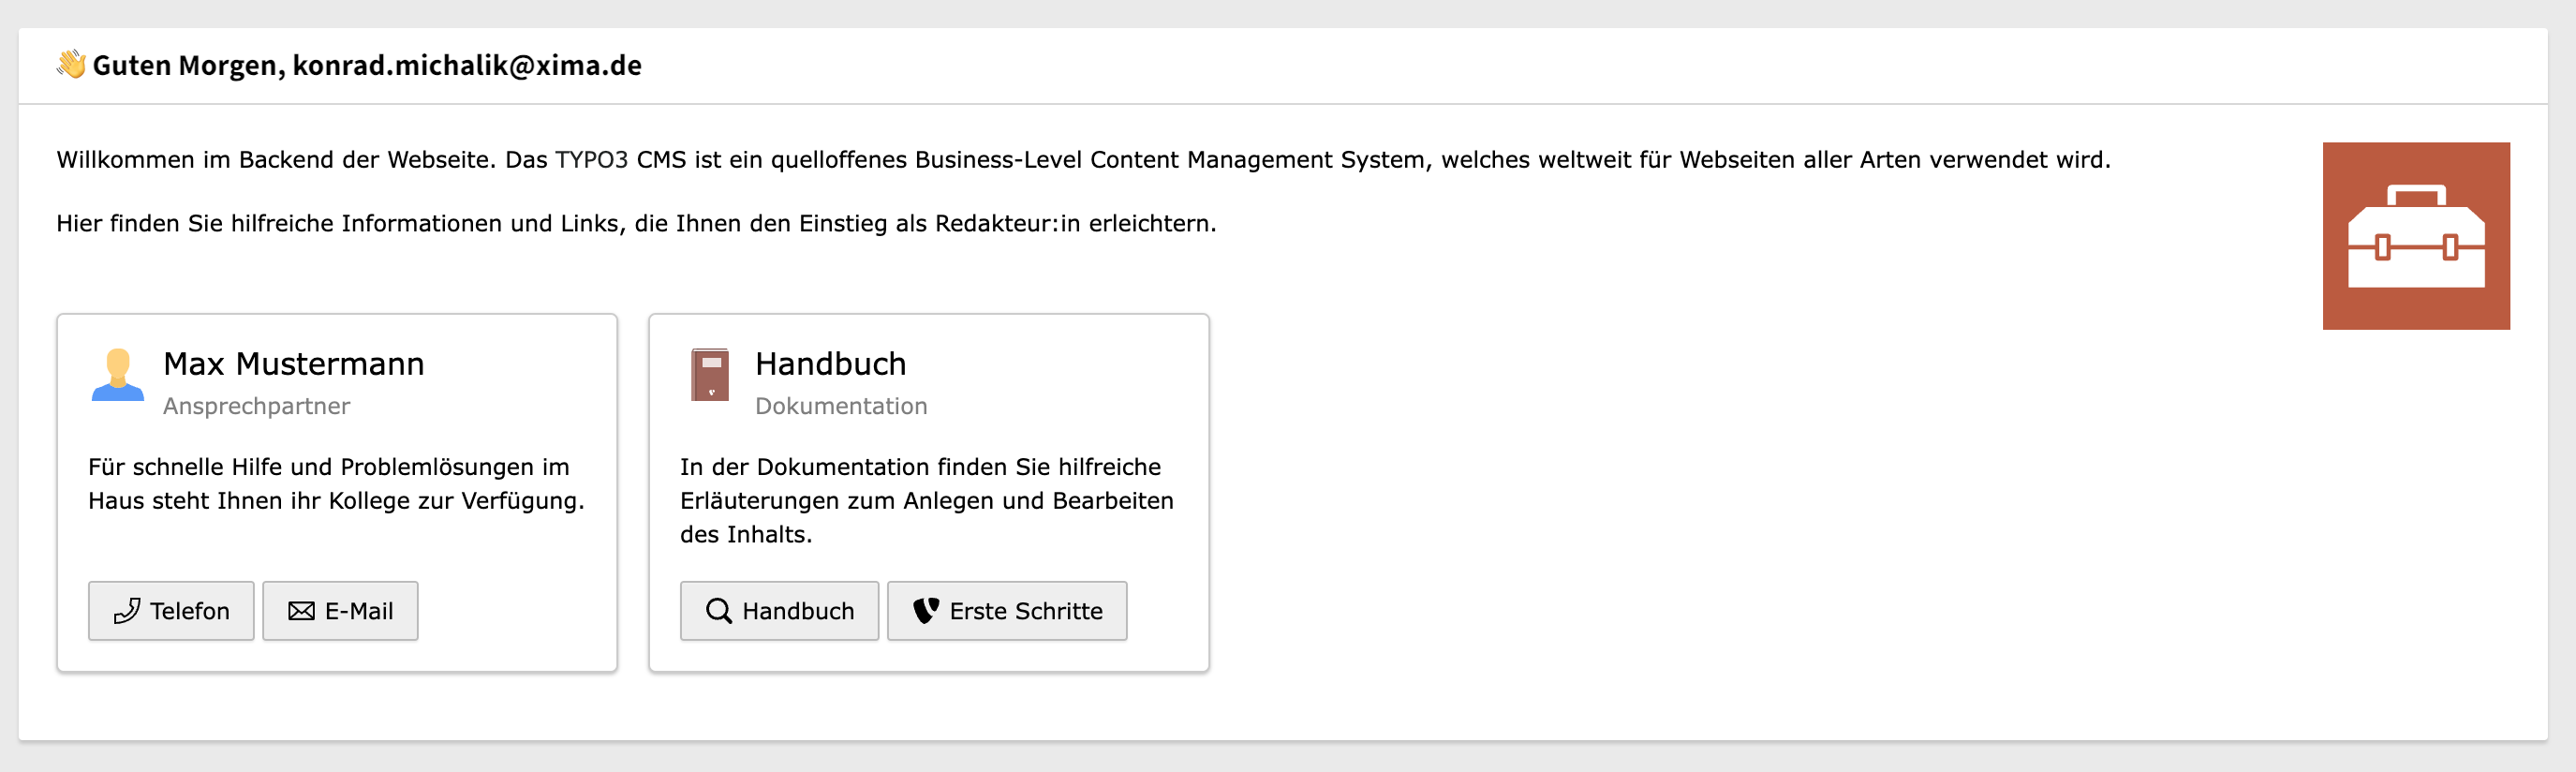 👋 Guten Morgen, konrad.michalik@xima.de
Willkommen im Backend der Webseite. Das TYPO3 CMS ist ein quelloffenes Business-Level Content Management System, welches weltweit für Webseiten aller Arten verwendet wird.
Hier finden Sie hilfreiche Informationen und Links, die Ihnen den Einstieg als Redakteur:in erleichtern.
Max Mustermann
Ansprechpartner
Für schnelle Hilfe und Problemlösungen im
Haus steht Ihnen ihr Kollege zur Verfügung.
Telefon E-Mail
Handbuch
Dokumentation
In der Dokumentation finden Sie hilfreiche
Erläuterungen zum Anlegen und Bearbeiten
des Inhalts.
Handbuch Erste Schritte